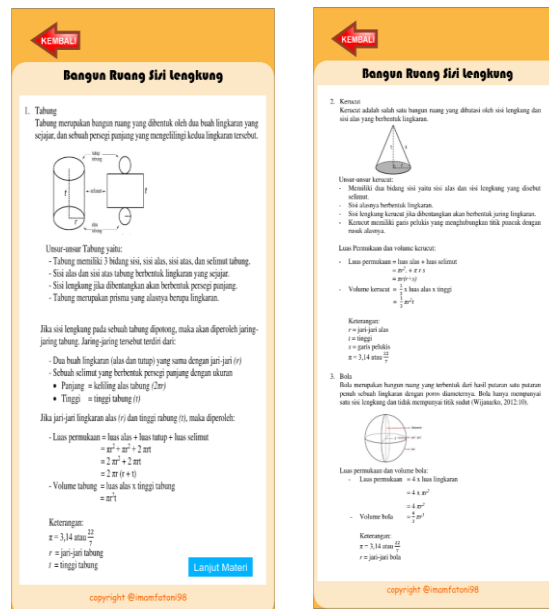 KEMBALI
Bangun Ruang Sisi Lengkung
1. Tabung
Tabung merupakan bangun ruang yang dibentuk oleh dua buah lingkaran yang
sejajar, dan sebuah persegi panjang yang mengelilingi kedua lingkaran tersebut.
tutup
tabung
t
selimut
t
r
alas
tabung
Unsur-unsur Tabung yaitu:
- Tabung memiliki 3 bidang sisi, sisi alas, sisi atas, dan selimut tabung.
- Sisi alas dan sisi atas tabung berbentuk lingkaran yang sejajar.
- Sisi lengkung jika dibentangkan akan berbentuk persegi panjang.
- Tabung merupakan prisma yang alasnya berupa lingkaran.
Jika sisi lengkung pada sebuah tabung dipotong, maka akan diperoleh jaring-
jaring tabung. Jaring-jaring tersebut terdiri dari:
- Dua buah lingkaran (alas dan tutup) yang sama dengan jari-jari (r)
- Sebuah selimut yang berbentuk persegi panjang dengan ukuran
• Panjang = keliling alas tabung (2πr)
• Tinggi = tinggi tabung (t)
Jika jari-jari lingkaran alas (r) dan tinggi rabung (t), maka diperoleh:
- Luas permukaan = luas alas + luas tutup + luas selimut
= πr² + πr² + 2 πrt
= 2 πr² + 2 πrt
= 2 πr (r + t)
- Volume tabung = luas alas x tinggi tabung
= πr²t
Keterangan:
π = 3,14 atau 22/7
r = jari-jari tabung
t = tinggi tabung
Lanjut Materi
copyright @imamfatoni98
KEMBALI
Bangun Ruang Sisi Lengkung
2. Kerucut
Kerucut adalah salah satu bangun ruang yang dibatasi oleh sisi lengkung dan
sisi alas yang berbentuk lingkaran.
t
s
r
Unsur-unsur kerucut:
- Memiliki dua bidang sisi yaitu sisi alas dan sisi lengkung yang disebut
selimut.
- Sisi alasnya berbentuk lingkaran.
- Sisi lengkung kerucut jika dibentangkan akan berbentuk juring lingkaran.
- Kerucut memiliki garis pelukis yang menghubungkan titik puncak dengan
rusuk alasnya.
Luas Permukaan dan volume kerucut:
- Luas permukaan = luas alas + luas selimut
= πr² + π r s
= πr(r+s)
- Volume kerucut = 1/3 x luas alas x tinggi
= 1/3 πr²t
Keterangan:
r = jari-jari alas
t = tinggi
s = garis pelukis
π = 3,14 atau 22/7
3. Bola
Bola merupakan bangun ruang yang terbentuk dari hasil putaran satu putaran
penuh sebuah lingkaran dengan poros diameternya. Bola hanya mempunyai
satu sisi lengkung dan tidak mempunyai titik sudut (Wijanarko, 2012:10).
Luas permukaan dan volume bola:
- Luas permukaan = 4 x luas lingkaran
= 4 x πr²
= 4 πr²
- Volume bola = 4/3 πr³
Keterangan:
π = 3,14 atau 22/7
r = jari-jari bola
copyright @imamfatoni98